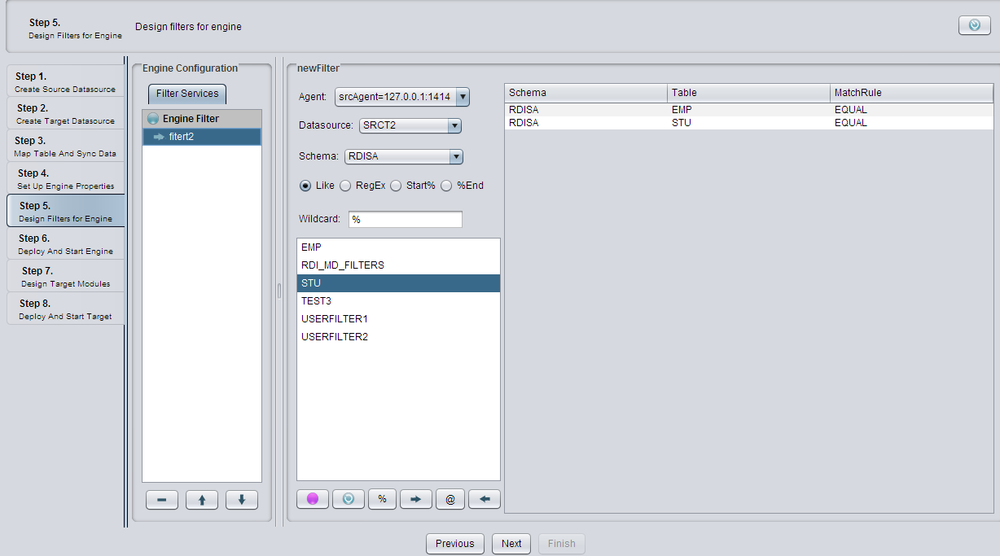 Step 5.
Design Filters for Engine
Design filters for engine
Step 1.
Create Source Datasource
Step 2.
Create Target Datasource
Step 3.
Map Table And Sync Data
Step 4.
Set Up Engine Properties
Step 5.
Design Filters for Engine
Step 6.
Deploy And Start Engine
Step 7.
Design Target Modules
Step 8.
Deploy And Start Target
Engine Configuration
Filter Services
Engine Filter
fitert2
newFilter
Agent: srcAgent=127.0.0.1:1414
Datasource: SRCT2
Schema: RDISA
Like RegEx Start% %End
Wildcard: %
EMP
RDI_MD_FILTERS
STU
TEST3
USERFILTER1
USERFILTER2
% @
Schema Table MatchRule
RDISA EMP EQUAL
RDISA STU EQUAL
Previous Next Finish